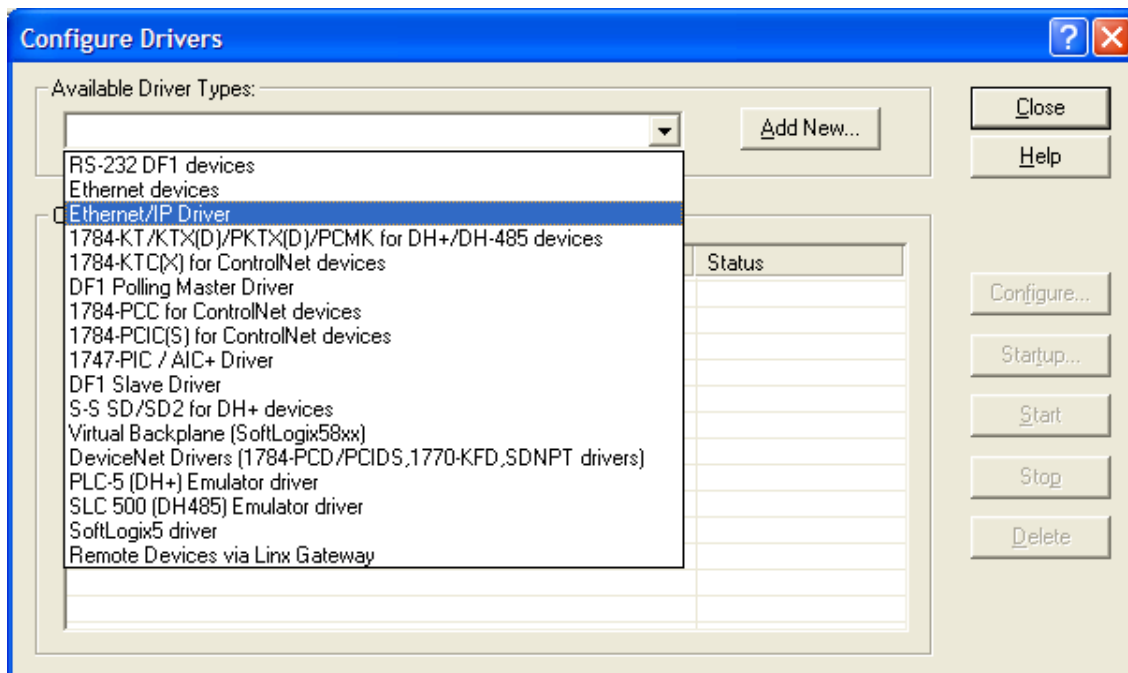 Configure Drivers
Available Driver Types:
Add New...
Close
Help
RS-232 DF1 devices
Ethernet devices
Ethernet/IP Driver
1784-KT/KTX(D)/PKTX(D)/PCMK for DH+/DH-485 devices
1784-KTC(X) for ControlNet devices
DF1 Polling Master Driver
1784-PCC for ControlNet devices
1784-PCIC(S) for ControlNet devices
1747-PIC / AIC+ Driver
DF1 Slave Driver
S-S SD/SD2 for DH+ devices
Virtual Backplane (SoftLogix58xx)
DeviceNet Drivers (1784-PCD/PCIDS,1770-KFD,SDNPT drivers)
PLC-5 (DH+) Emulator driver
SLC 500 (DH485) Emulator driver
SoftLogix5 driver
Remote Devices via Linx Gateway
Status
Configure...
Startup...
Start
Stop
Delete